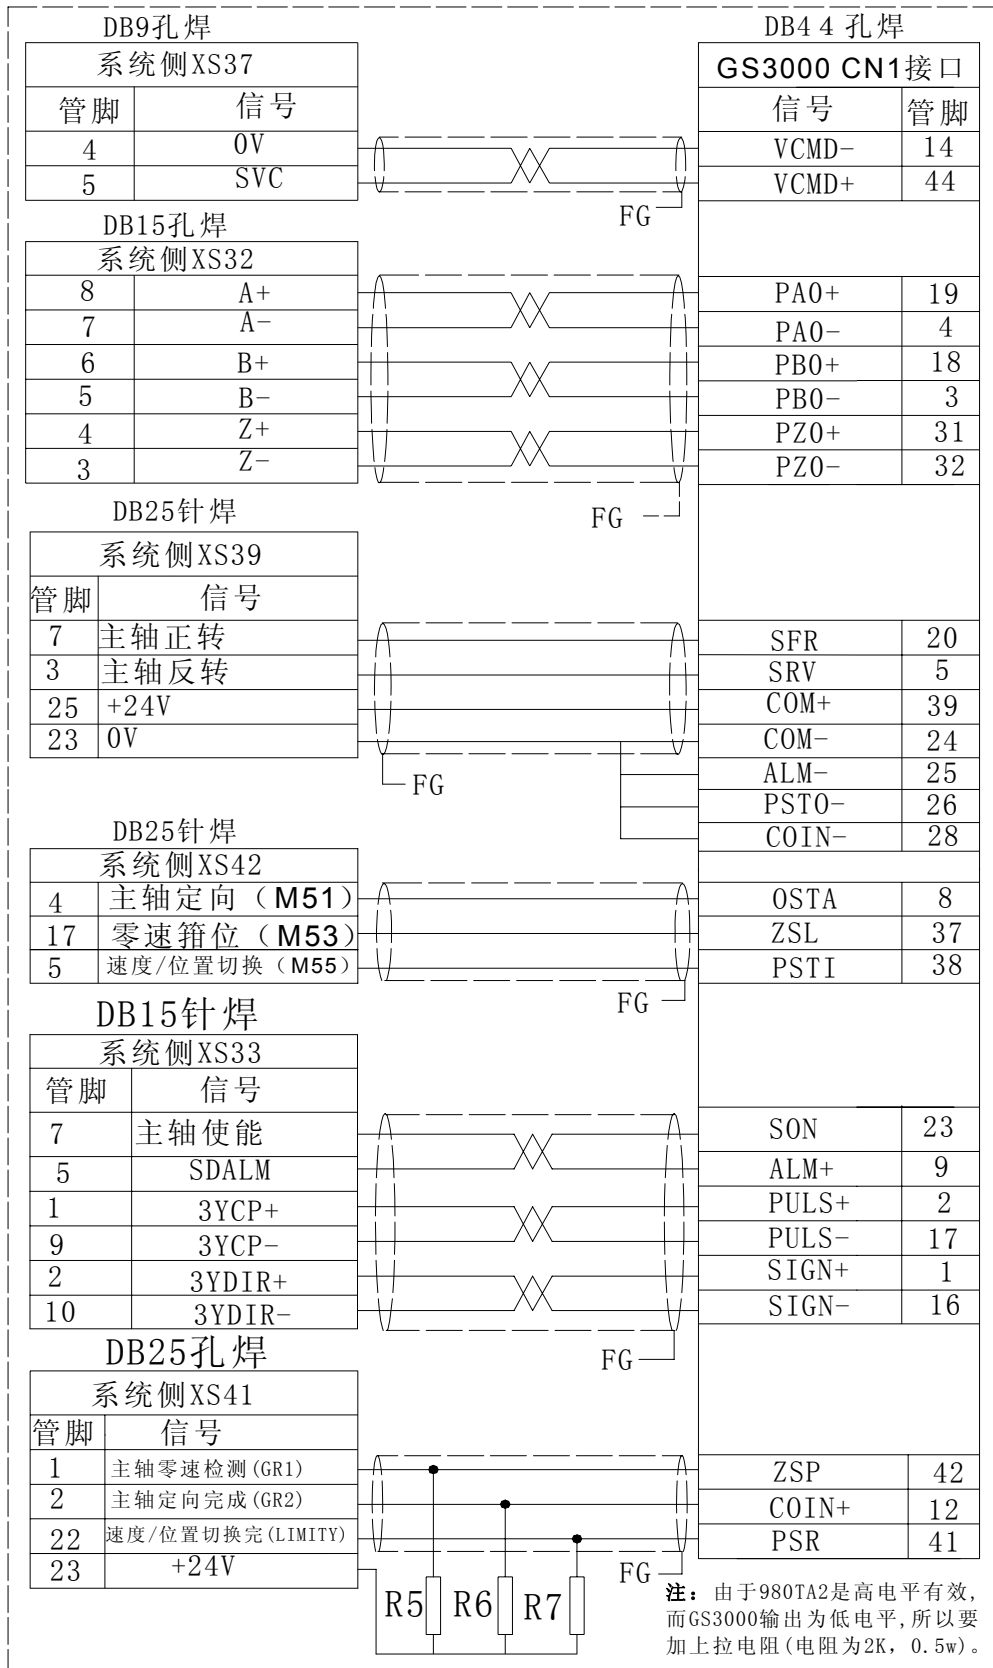 DB9孔焊
系统侧XS37
管脚 信号
4 0V
5 SVC
DB15孔焊
系统侧XS32
8 A+
7 A-
6 B+
5 B-
4 Z+
3 Z-
DB25针焊
系统侧XS39
管脚 信号
7 主轴正转
3 主轴反转
25 +24V
23 0V
DB25针焊
系统侧XS42
4 主轴定向（M51）
17 零速箝位（M53）
5 速度/位置切换（M55）
DB15针焊
系统侧XS33
管脚 信号
7 主轴使能
5 SDALM
1 3YCP+
9 3YCP-
2 3YDIR+
10 3YDIR-
DB25孔焊
系统侧XS41
管脚 信号
1 主轴零速检测(GR1)
2 主轴定向完成(GR2)
22 速度/位置切换完(LIMITY)
23 +24V
FG
FG
FG
FG
FG
FG
R5 R6 R7
DB4４孔焊
GS3000 CN1接口
信号 管脚
VCMD- 14
VCMD+ 44
PAO+ 19
PAO- 4
PBO+ 18
PBO- 3
PZO+ 31
PZO- 32
SFR 20
SRV 5
COM+ 39
COM- 24
ALM- 25
PSTO- 26
COIN- 28
OSTA 8
ZSL 37
PSTI 38
SON 23
ALM+ 9
PULS+ 2
PULS- 17
SIGN+ 1
SIGN- 16
ZSP 42
COIN+ 12
PSR 41
注：由于980TA2是高电平有效，
而GS3000输出为低电平,所以要
加上拉电阻(电阻为2K，0.5w)。